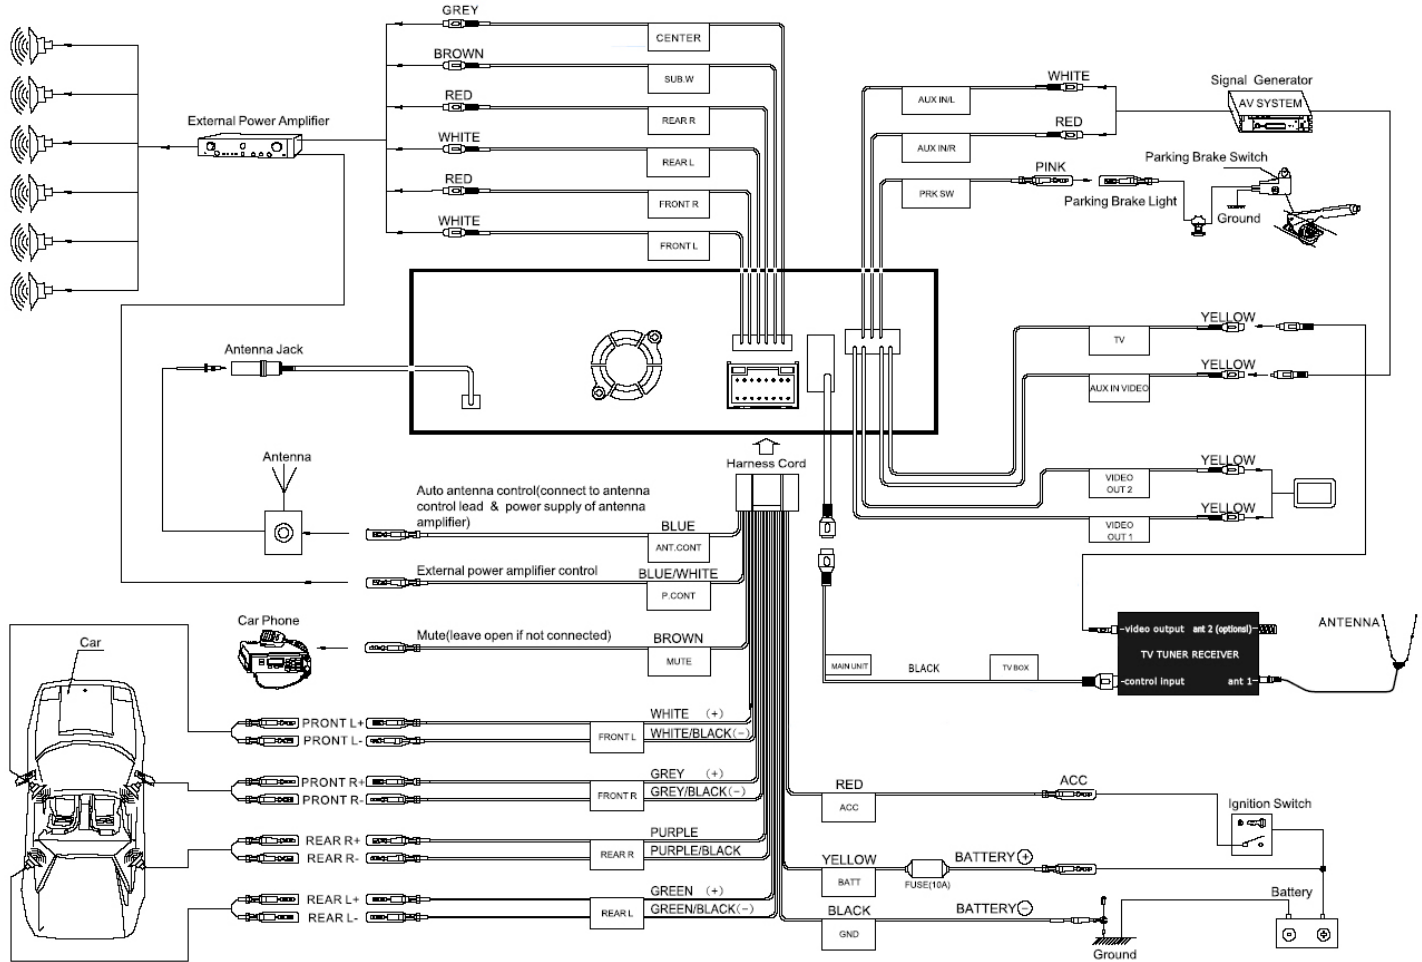 GREY
CENTER
BROWN
SUB.W
RED
REAR R
WHITE
REAR L
RED
FRONT R
WHITE
FRONT L
External Power Amplifier
WHITE
AUX IN/L
RED
AUX IN/R
PINK
PRK SW
Signal Generator
AV SYSTEM
Parking Brake Switch
Parking Brake Light
Ground
YELLOW
TV
YELLOW
AUX IN VIDEO
YELLOW
VIDEO
OUT 2
YELLOW
VIDEO
OUT 1
Antenna Jack
Antenna
Harness Cord
Auto antenna control(connect to antenna
control lead & power supply of antenna
amplifier)
BLUE
ANT.CONT
External power amplifier control
BLUE/WHITE
P.CONT
Car Phone
Mute(leave open if not connected)
BROWN
MUTE
MAIN UNIT
BLACK
TV BOX
video output ant 2 (optionsl)
TV TUNER RECEIVER
control input ant 1
ANTENNA
Car
PRONT L+
PRONT L-
FRONT L
WHITE (+)
WHITE/BLACK(-)
PRONT R+
PRONT R-
FRONT R
GREY (+)
GREY/BLACK(-)
REAR R+
REAR R-
REAR R
PURPLE
PURPLE/BLACK
REAR L+
REAR L-
REAR L
GREEN (+)
GREEN/BLACK(-)
RED
ACC
ACC
Ignition Switch
YELLOW
BATT
FUSE(10A)
BATTERY +
BLACK
GND
BATTERY -
Ground
Battery
- +